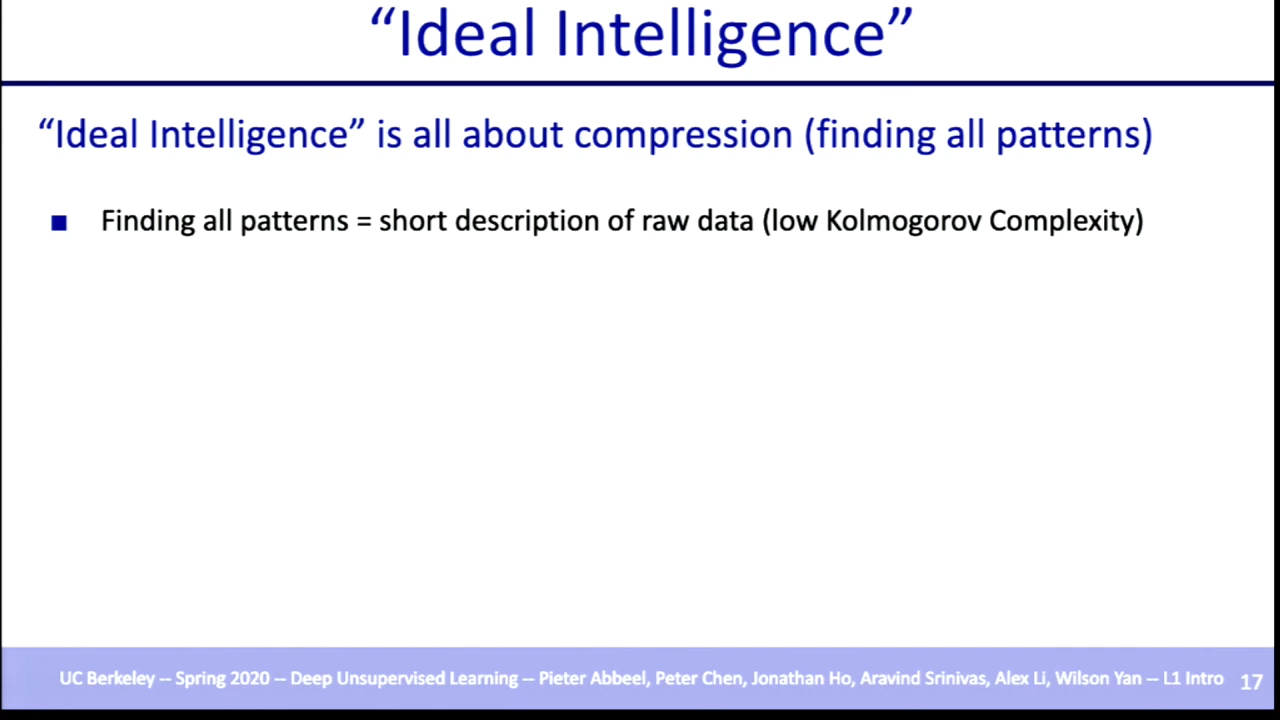 “Ideal Intelligence”
“Ideal Intelligence” is all about compression (finding all patterns)
Finding all patterns = short description of raw data (low Kolmogorov Complexity)
UC Berkeley -- Spring 2020 -- Deep Unsupervised Learning -- Pieter Abbeel, Peter Chen, Jonathan Ho, Aravind Srinivas, Alex Li, Wilson Yan -- L1 Intro 17